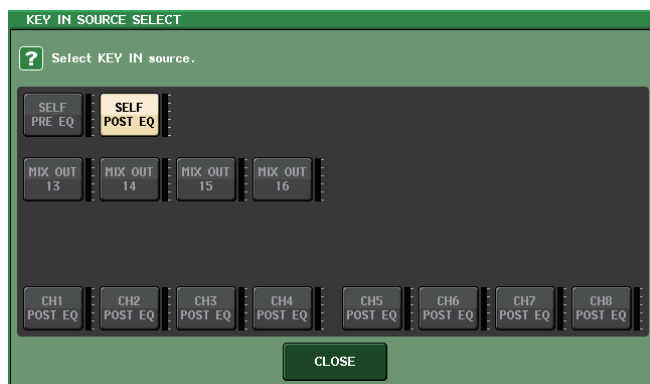 KEY IN SOURCE SELECT
? Select KEY IN source.
SELF
PRE EQ
SELF
POST EQ
MIX OUT
13
MIX OUT
14
MIX OUT
15
MIX OUT
16
CH1
POST EQ
CH2
POST EQ
CH3
POST EQ
CH4
POST EQ
CH5
POST EQ
CH6
POST EQ
CH7
POST EQ
CH8
POST EQ
CLOSE